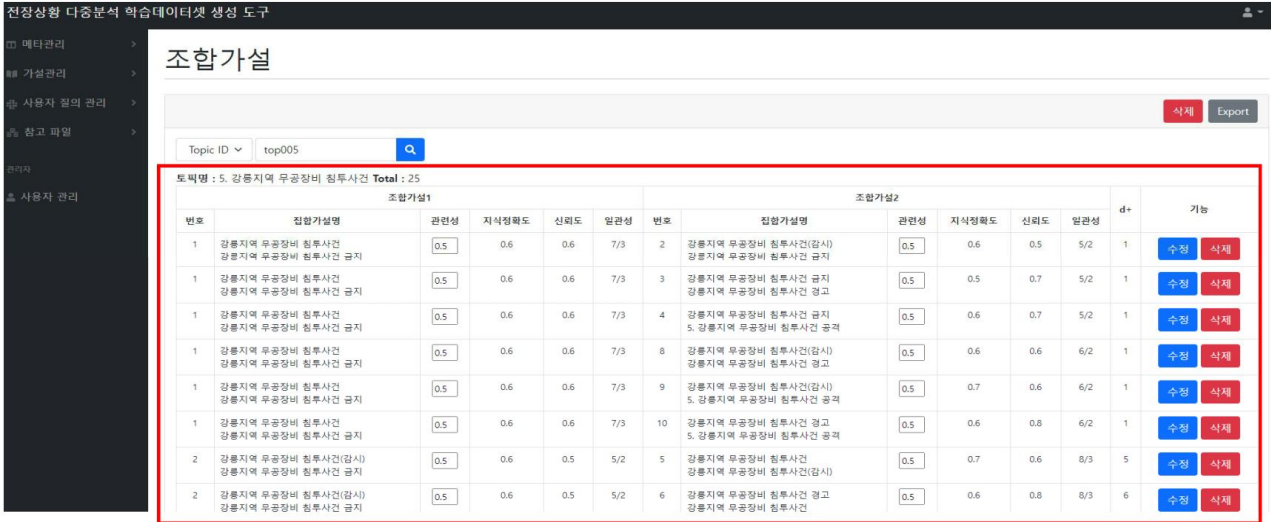 전장상황 다중분석 학습데이터셋 생성 도구
메타관리
가설관리
사용자 질의 관리
참고 파일
관리자
사용자 관리
조합가설
삭제 Export
Topic ID top005
토픽명 : 5. 강릉지역 무공장비 침투사건 Total : 25
조합가설1 조합가설2 d+ 기능
번호 집합가설명 관련성 지식정확도 신뢰도 일관성 번호 집합가설명 관련성 지식정확도 신뢰도 일관성
1 강릉지역 무공장비 침투사건 0.5 0.6 0.6 7/3 2 강릉지역 무공장비 침투사건(감시) 0.5 0.6 0.5 5/2 1 수정 삭제
강릉지역 무공장비 침투사건 금지 강릉지역 무공장비 침투사건 금지
1 강릉지역 무공장비 침투사건 0.5 0.6 0.6 7/3 3 강릉지역 무공장비 침투사건 금지 0.5 0.5 0.7 5/2 1 수정 삭제
강릉지역 무공장비 침투사건 금지 강릉지역 무공장비 침투사건 경고
1 강릉지역 무공장비 침투사건 0.5 0.6 0.6 7/3 4 강릉지역 무공장비 침투사건 금지 0.5 0.6 0.7 5/2 1 수정 삭제
강릉지역 무공장비 침투사건 금지 5. 강릉지역 무공장비 침투사건 공격
1 강릉지역 무공장비 침투사건 0.5 0.6 0.6 7/3 8 강릉지역 무공장비 침투사건(감시) 0.5 0.6 0.6 6/2 1 수정 삭제
강릉지역 무공장비 침투사건 금지 강릉지역 무공장비 침투사건 경고
1 강릉지역 무공장비 침투사건 0.5 0.6 0.6 7/3 9 강릉지역 무공장비 침투사건(감시) 0.5 0.7 0.6 6/2 1 수정 삭제
강릉지역 무공장비 침투사건 금지 5. 강릉지역 무공장비 침투사건 공격
1 강릉지역 무공장비 침투사건 0.5 0.6 0.6 7/3 10 강릉지역 무공장비 침투사건 경고 0.5 0.6 0.8 6/2 1 수정 삭제
강릉지역 무공장비 침투사건 금지 5. 강릉지역 무공장비 침투사건 공격
2 강릉지역 무공장비 침투사건(감시) 0.5 0.6 0.5 5/2 5 강릉지역 무공장비 침투사건 0.5 0.7 0.6 8/3 5 수정 삭제
강릉지역 무공장비 침투사건 금지 강릉지역 무공장비 침투사건(감시)
2 강릉지역 무공장비 침투사건(감시) 0.5 0.6 0.5 5/2 6 강릉지역 무공장비 침투사건 경고 0.5 0.6 0.8 8/3 6 수정 삭제
강릉지역 무공장비 침투사건 금지 강릉지역 무공장비 침투사건